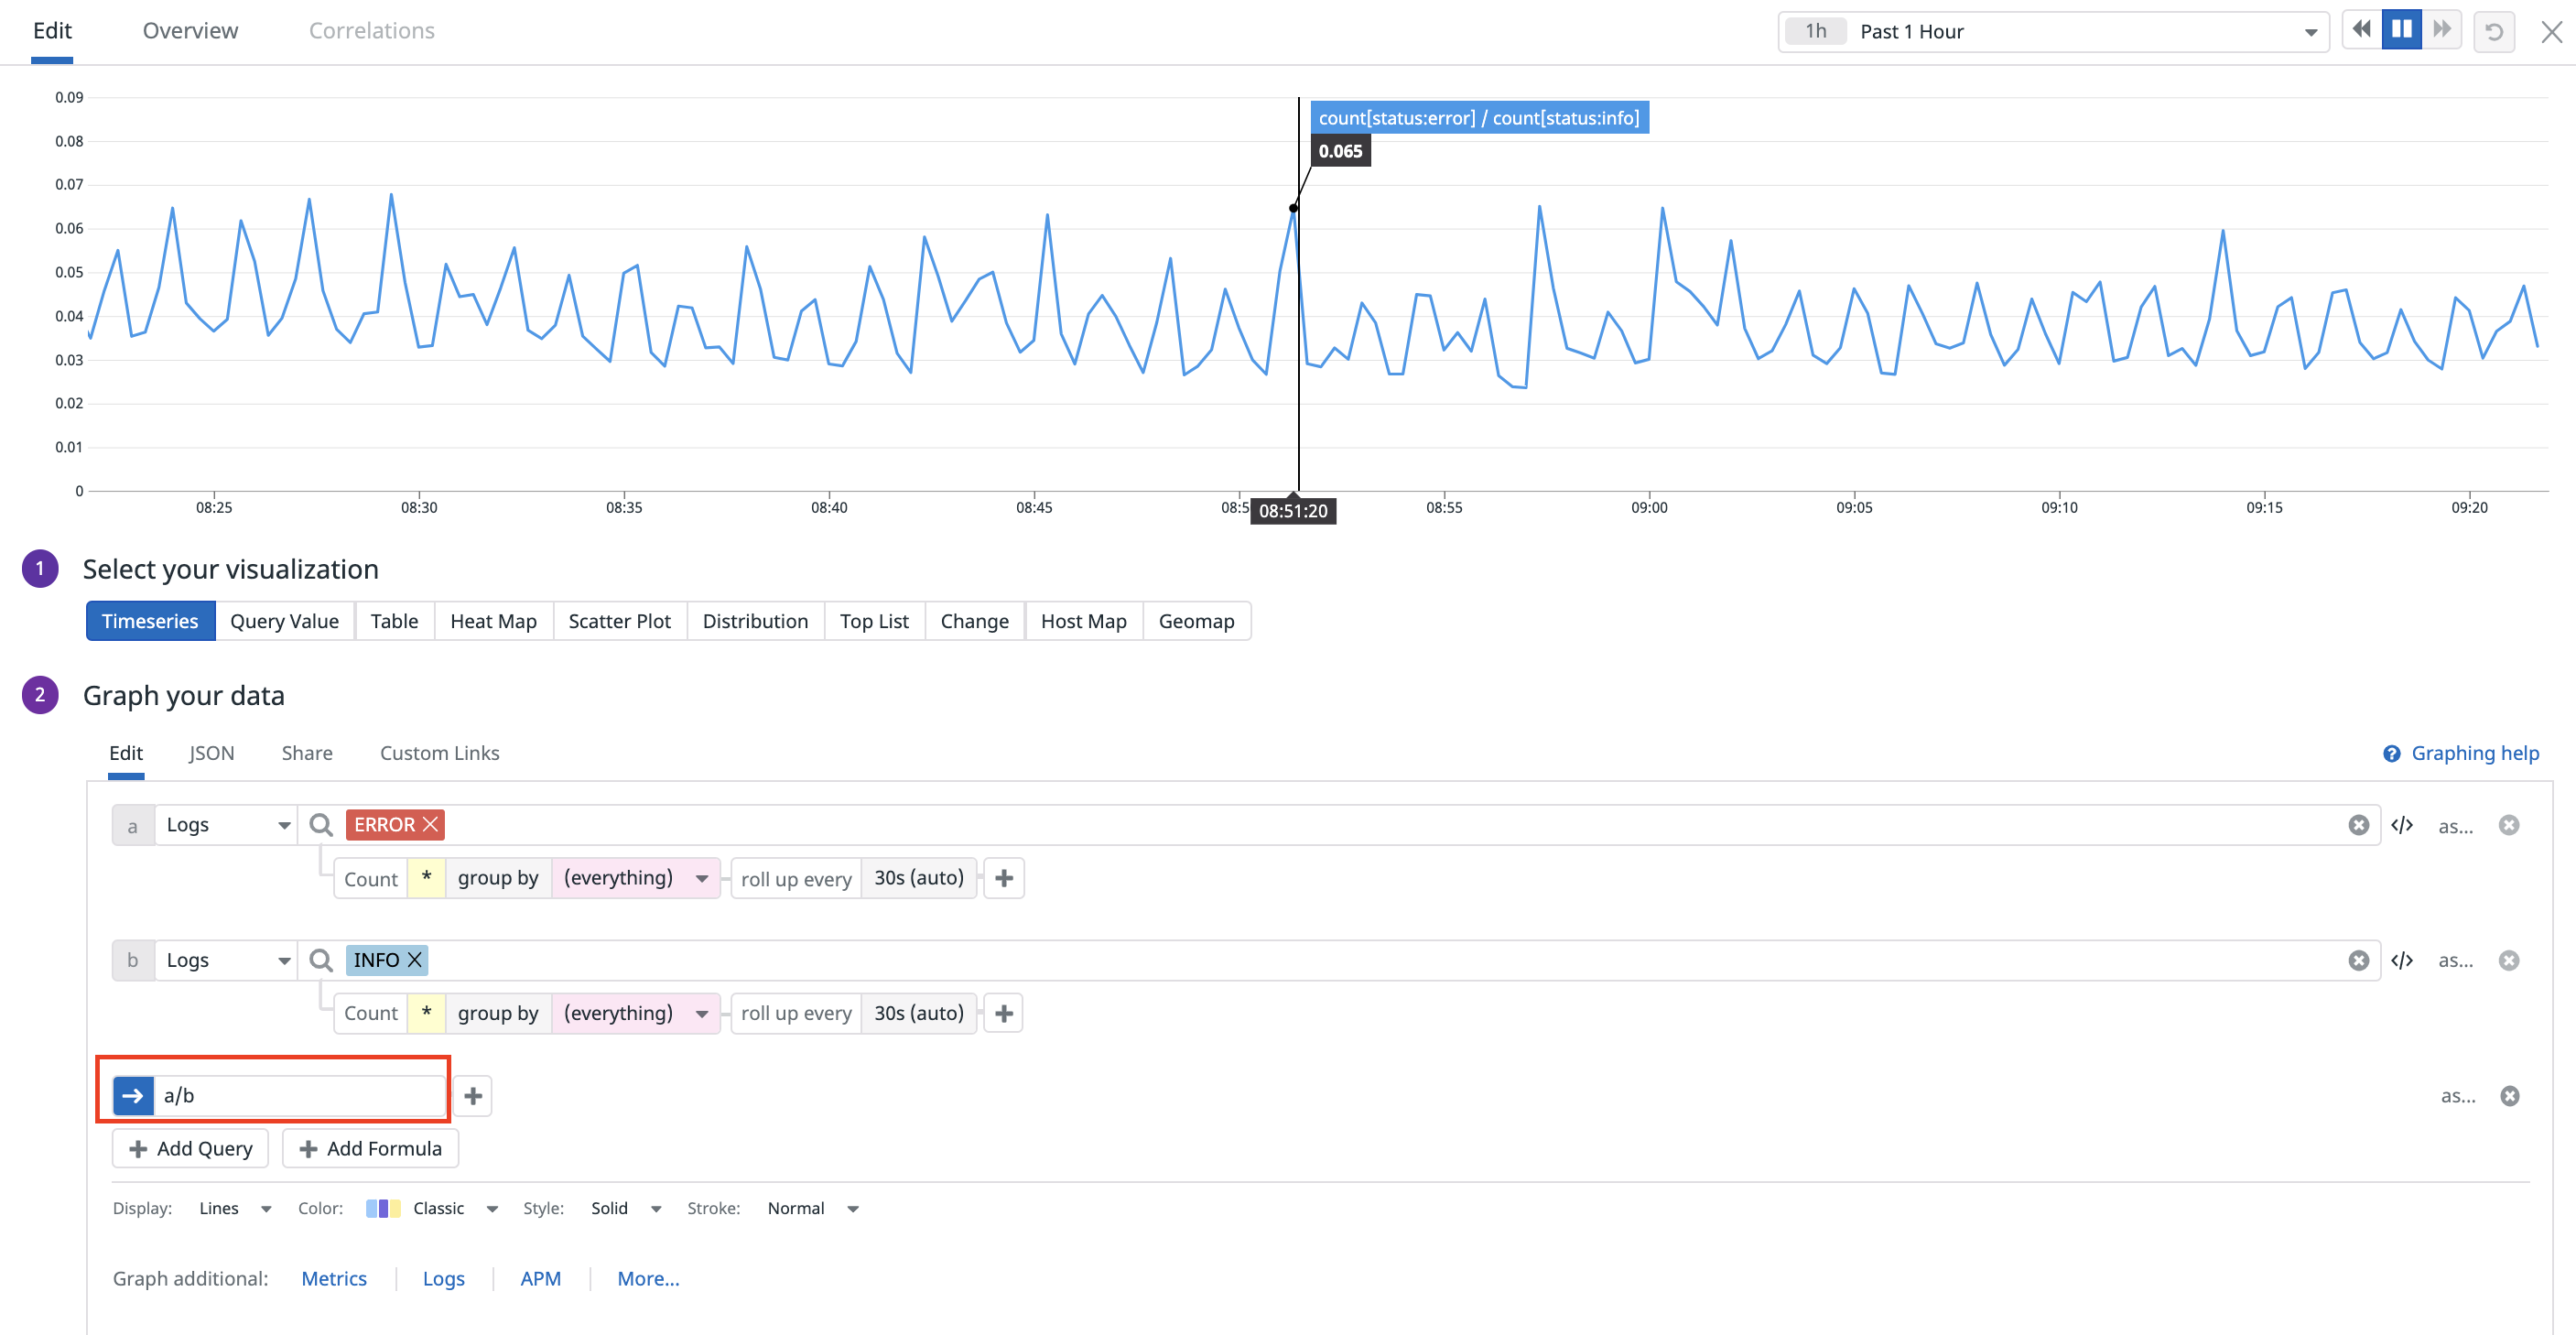 Edit Overview Correlations 1h Past 1 Hour
0.09
count[status:error] / count[status:info]
0.08
0.065
0.07
0.06
0.05
0.04
0.03
0.02
0.01
0
08:25 08:30 08:35 08:40 08:45 08:5 08:51:20 08:55 09:00 09:05 09:10 09:15 09:20
1 Select your visualization
Timeseries Query Value Table Heat Map Scatter Plot Distribution Top List Change Host Map Geomap
2 Graph your data
Edit JSON Share Custom Links ? Graphing help
a Logs ERROR </> as...
Count * group by (everything) roll up every 30s (auto) +
b Logs INFO </> as...
Count * group by (everything) roll up every 30s (auto) +
a/b + as...
+ Add Query + Add Formula
Display: Lines Color: Classic Style: Solid Stroke: Normal
Graph additional: Metrics Logs APM More...